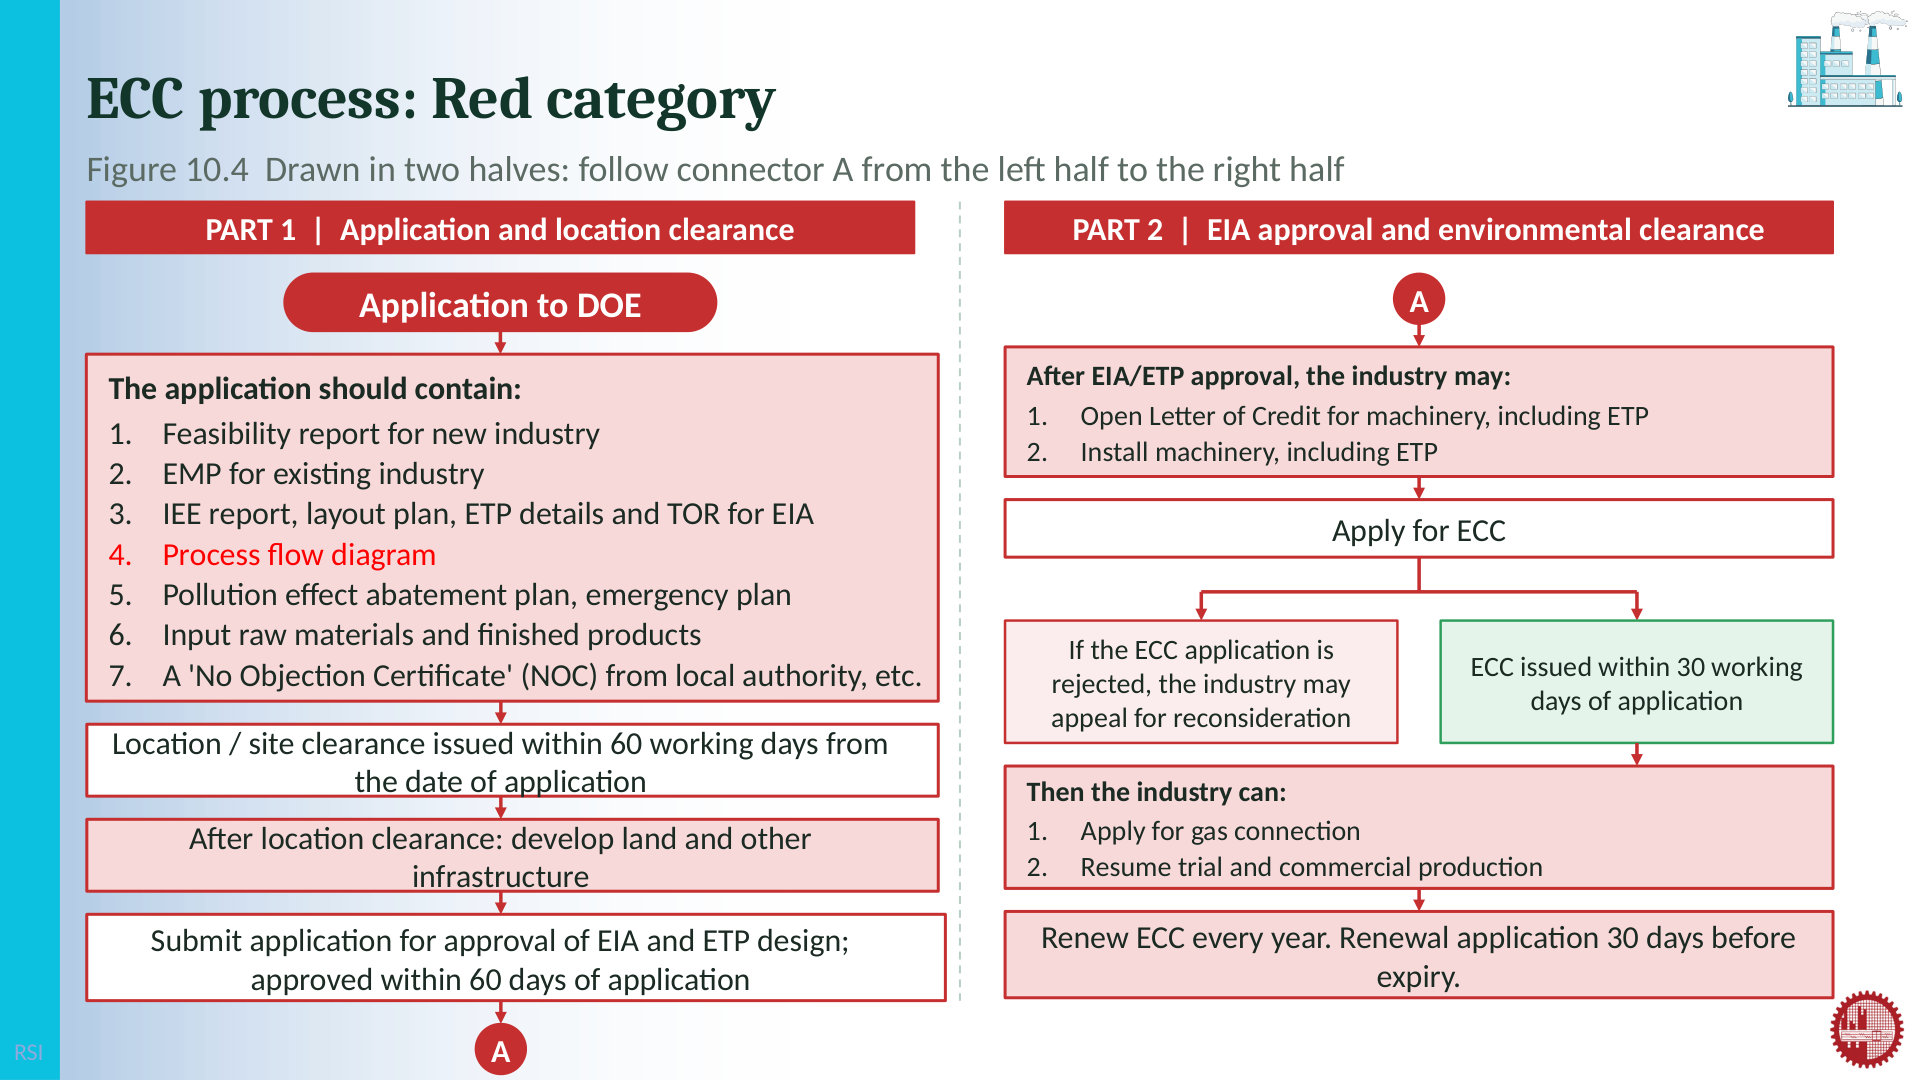 ECC process: Red category
Figure 10.4  Drawn in two halves: follow connector A from the left half to the right half
PART 1 | Application and location clearance
Application to DOE
The application should contain:
1. Feasibility report for new industry
2. EMP for existing industry
3. IEE report, layout plan, ETP details and TOR for EIA
4. Process flow diagram
5. Pollution effect abatement plan, emergency plan
6. Input raw materials and finished products
7. A 'No Objection Certificate' (NOC) from local authority, etc.
Location / site clearance issued within 60 working days from
the date of application
After location clearance: develop land and other
infrastructure
Submit application for approval of EIA and ETP design;
approved within 60 days of application
A
PART 2 | EIA approval and environmental clearance
A
After EIA/ETP approval, the industry may:
1. Open Letter of Credit for machinery, including ETP
2. Install machinery, including ETP
Apply for ECC
If the ECC application is
rejected, the industry may
appeal for reconsideration
ECC issued within 30 working
days of application
Then the industry can:
1. Apply for gas connection
2. Resume trial and commercial production
Renew ECC every year. Renewal application 30 days before
expiry.
RSI